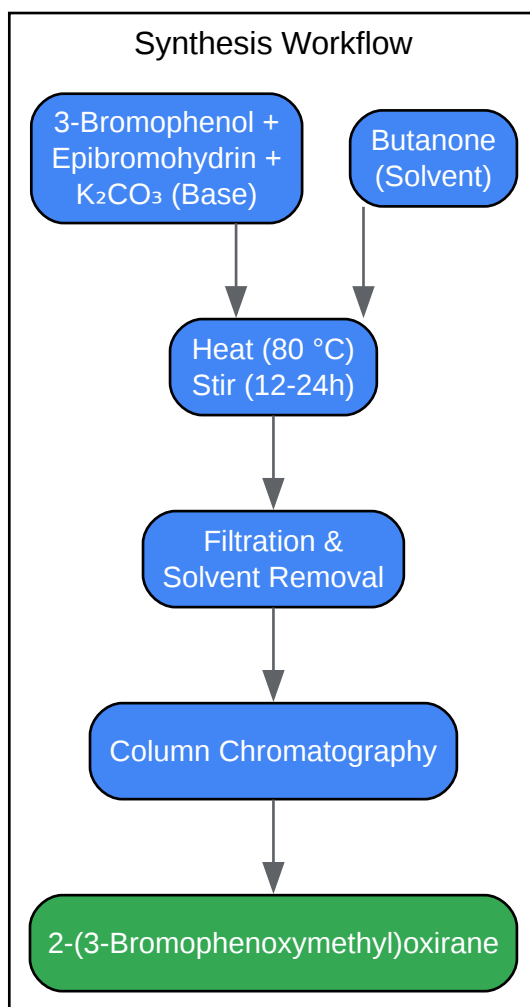 Synthesis Workflow
3-Bromophenol +
Epibromohydrin +
K₂CO₃ (Base)
Butanone
(Solvent)
Heat (80 °C)
Stir (12-24h)
Filtration &
Solvent Removal
Column Chromatography
2-(3-Bromophenoxymethyl)oxirane